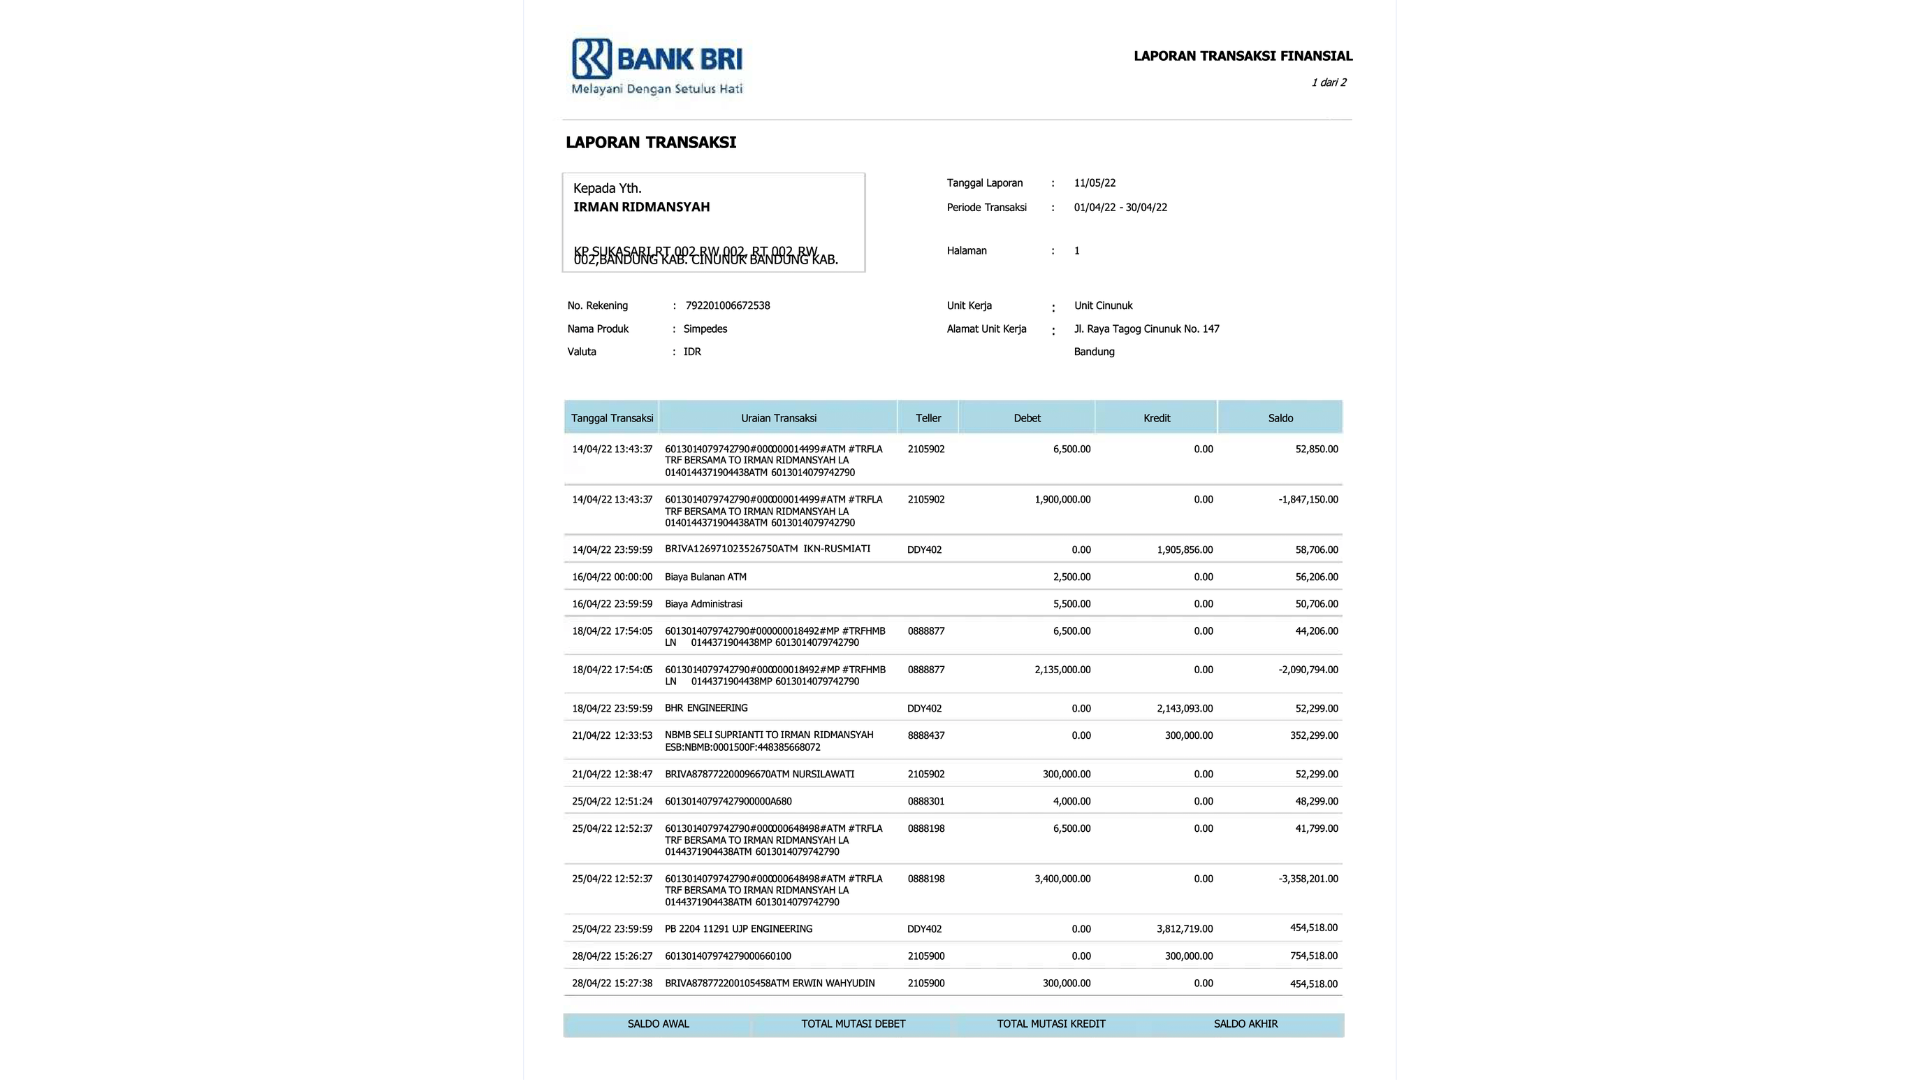 BANK BRI
Melayani Dengan Setulus Hati
LAPORAN TRANSAKSI FINANSIAL
1 dari 2
LAPORAN TRANSAKSI
Kepada Yth.
IRMAN RIDMANSYAH
KP.SUKASARI RT 002 RW 002, RT 002 RW
002,BANDUNG KAB. CINUNUK BANDUNG KAB.
Tanggal Laporan : 11/05/22
Periode Transaksi : 01/04/22 - 30/04/22
Halaman : 1
No. Rekening : 792201006672538
Nama Produk : Simpedes
Valuta : IDR
Unit Kerja : Unit Cinunuk
Alamat Unit Kerja : Jl. Raya Tagog Cinunuk No. 147
Bandung
Tanggal Transaksi Uraian Transaksi Teller Debet Kredit Saldo
14/04/22 13:43:37 6013014079742790#000000014499#ATM #TRFLA 2105902 6,500.00 0.00 52,850.00
TRF BERSAMA TO IRMAN RIDMANSYAH LA
0140144371904438ATM 6013014079742790
14/04/22 13:43:37 6013014079742790#000000014499#ATM #TRFLA 2105902 1,900,000.00 0.00 -1,847,150.00
TRF BERSAMA TO IRMAN RIDMANSYAH LA
0140144371904438ATM 6013014079742790
14/04/22 23:59:59 BRIVA126971023526750ATM IKN-RUSMIATI DDY402 0.00 1,905,856.00 58,706.00
16/04/22 00:00:00 Biaya Bulanan ATM 2,500.00 0.00 56,206.00
16/04/22 23:59:59 Biaya Administrasi 5,500.00 0.00 50,706.00
18/04/22 17:54:05 6013014079742790#000000018492#MP #TRFHMB 0888877 6,500.00 0.00 44,206.00
LN 0144371904438MP 6013014079742790
18/04/22 17:54:05 6013014079742790#000000018492#MP #TRFHMB 0888877 2,135,000.00 0.00 -2,090,794.00
LN 0144371904438MP 6013014079742790
18/04/22 23:59:59 BHR ENGINEERING DDY402 0.00 2,143,093.00 52,299.00
21/04/22 12:33:53 NBMB SELI SUPRIANTI TO IRMAN RIDMANSYAH 8888437 0.00 300,000.00 352,299.00
ESB:NBMB:0001500F:448385668072
21/04/22 12:38:47 BRIVA878772200096670ATM NURSILAWATI 2105902 300,000.00 0.00 52,299.00
25/04/22 12:51:24 60130140797427900000A680 0888301 4,000.00 0.00 48,299.00
25/04/22 12:52:37 6013014079742790#000000648498#ATM #TRFLA 0888198 6,500.00 0.00 41,799.00
TRF BERSAMA TO IRMAN RIDMANSYAH LA
0144371904438ATM 6013014079742790
25/04/22 12:52:37 6013014079742790#000000648498#ATM #TRFLA 0888198 3,400,000.00 0.00 -3,358,201.00
TRF BERSAMA TO IRMAN RIDMANSYAH LA
0144371904438ATM 6013014079742790
25/04/22 23:59:59 PB 2204 11291 UJP ENGINEERING DDY402 0.00 3,812,719.00 454,518.00
28/04/22 15:26:27 601301407974279000660100 2105900 0.00 300,000.00 754,518.00
28/04/22 15:27:38 BRIVA878772200105458ATM ERWIN WAHYUDIN 2105900 300,000.00 0.00 454,518.00
SALDO AWAL TOTAL MUTASI DEBET TOTAL MUTASI KREDIT SALDO AKHIR